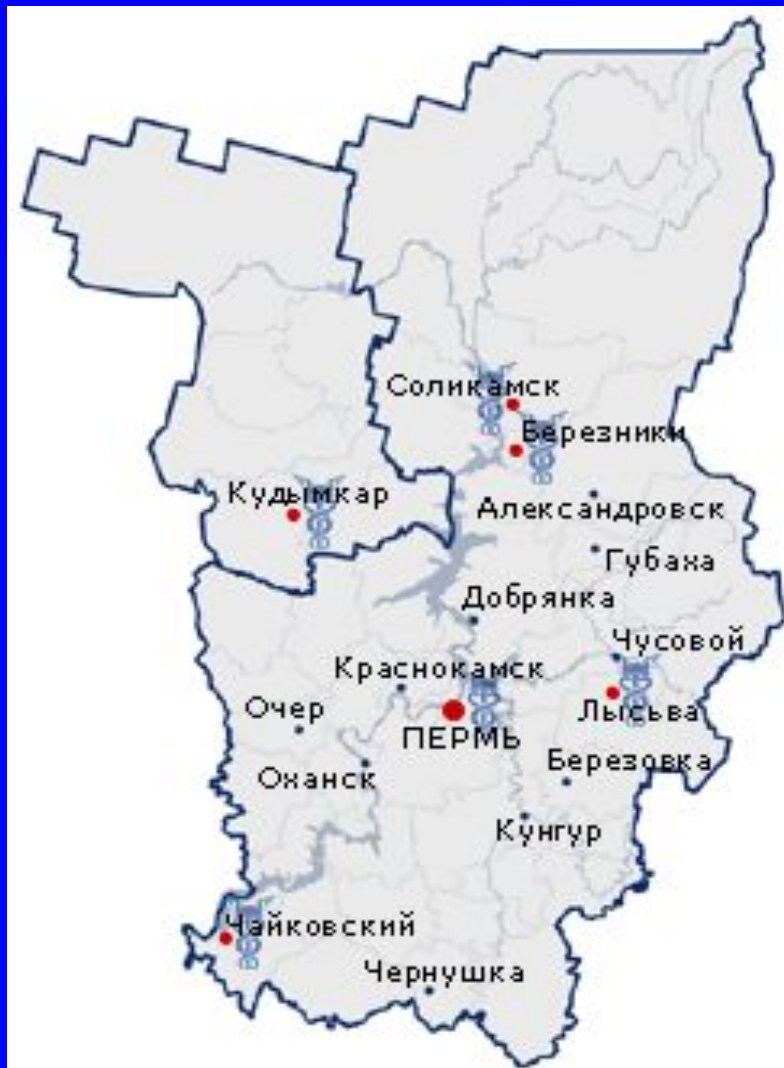 Соликамск
Березники
Кудымкар
Александровск
Губаха
Добрянка
Чусовой
Краснокамск
Очер
Лысьва
ПЕРМЬ
Березовка
Оханск
Кунгур
Чайковский
Чернушка